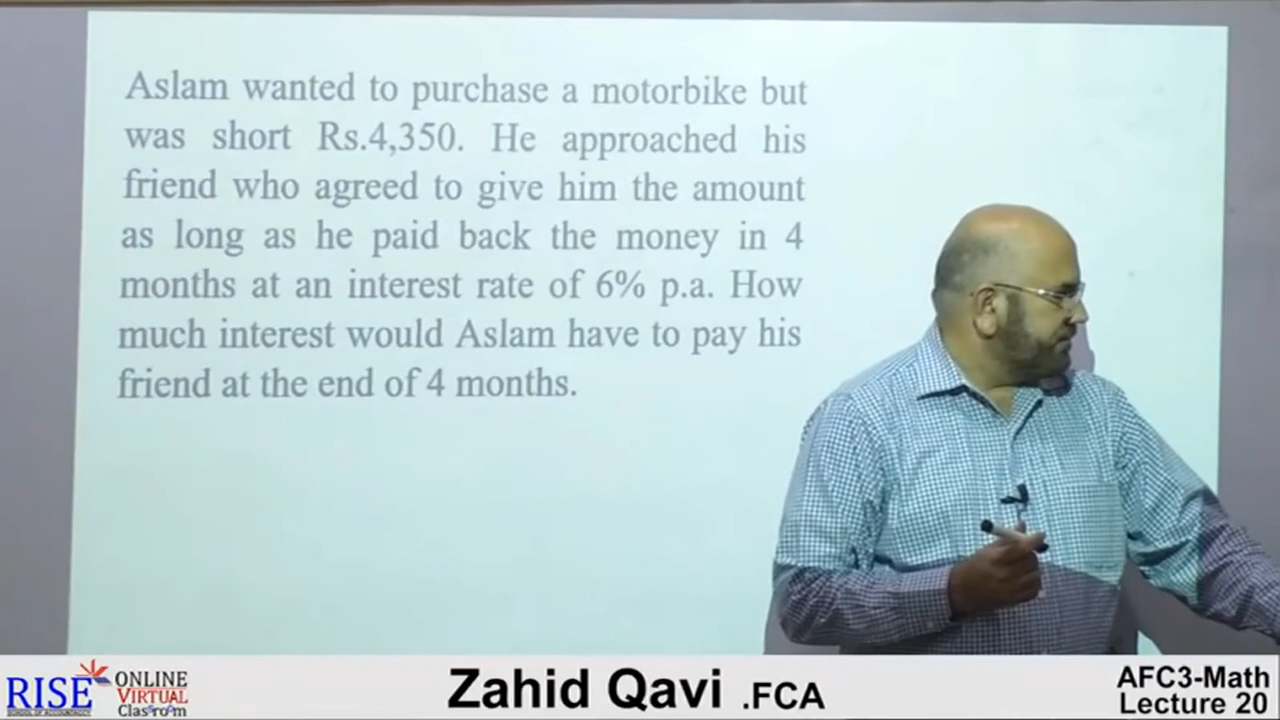 Aslam wanted to purchase a motorbike but
was short Rs.4,350. He approached his
friend who agreed to give him the amount
as long as he paid back the money in 4
months at an interest rate of 6% p.a. How
much interest would Aslam have to pay his
friend at the end of 4 months.
RISE
SCHOOL OF ACCOUNTANCY
ONLINE
VIRTUAL
Classroom
Zahid Qavi .FCA
AFC3-Math
Lecture 20